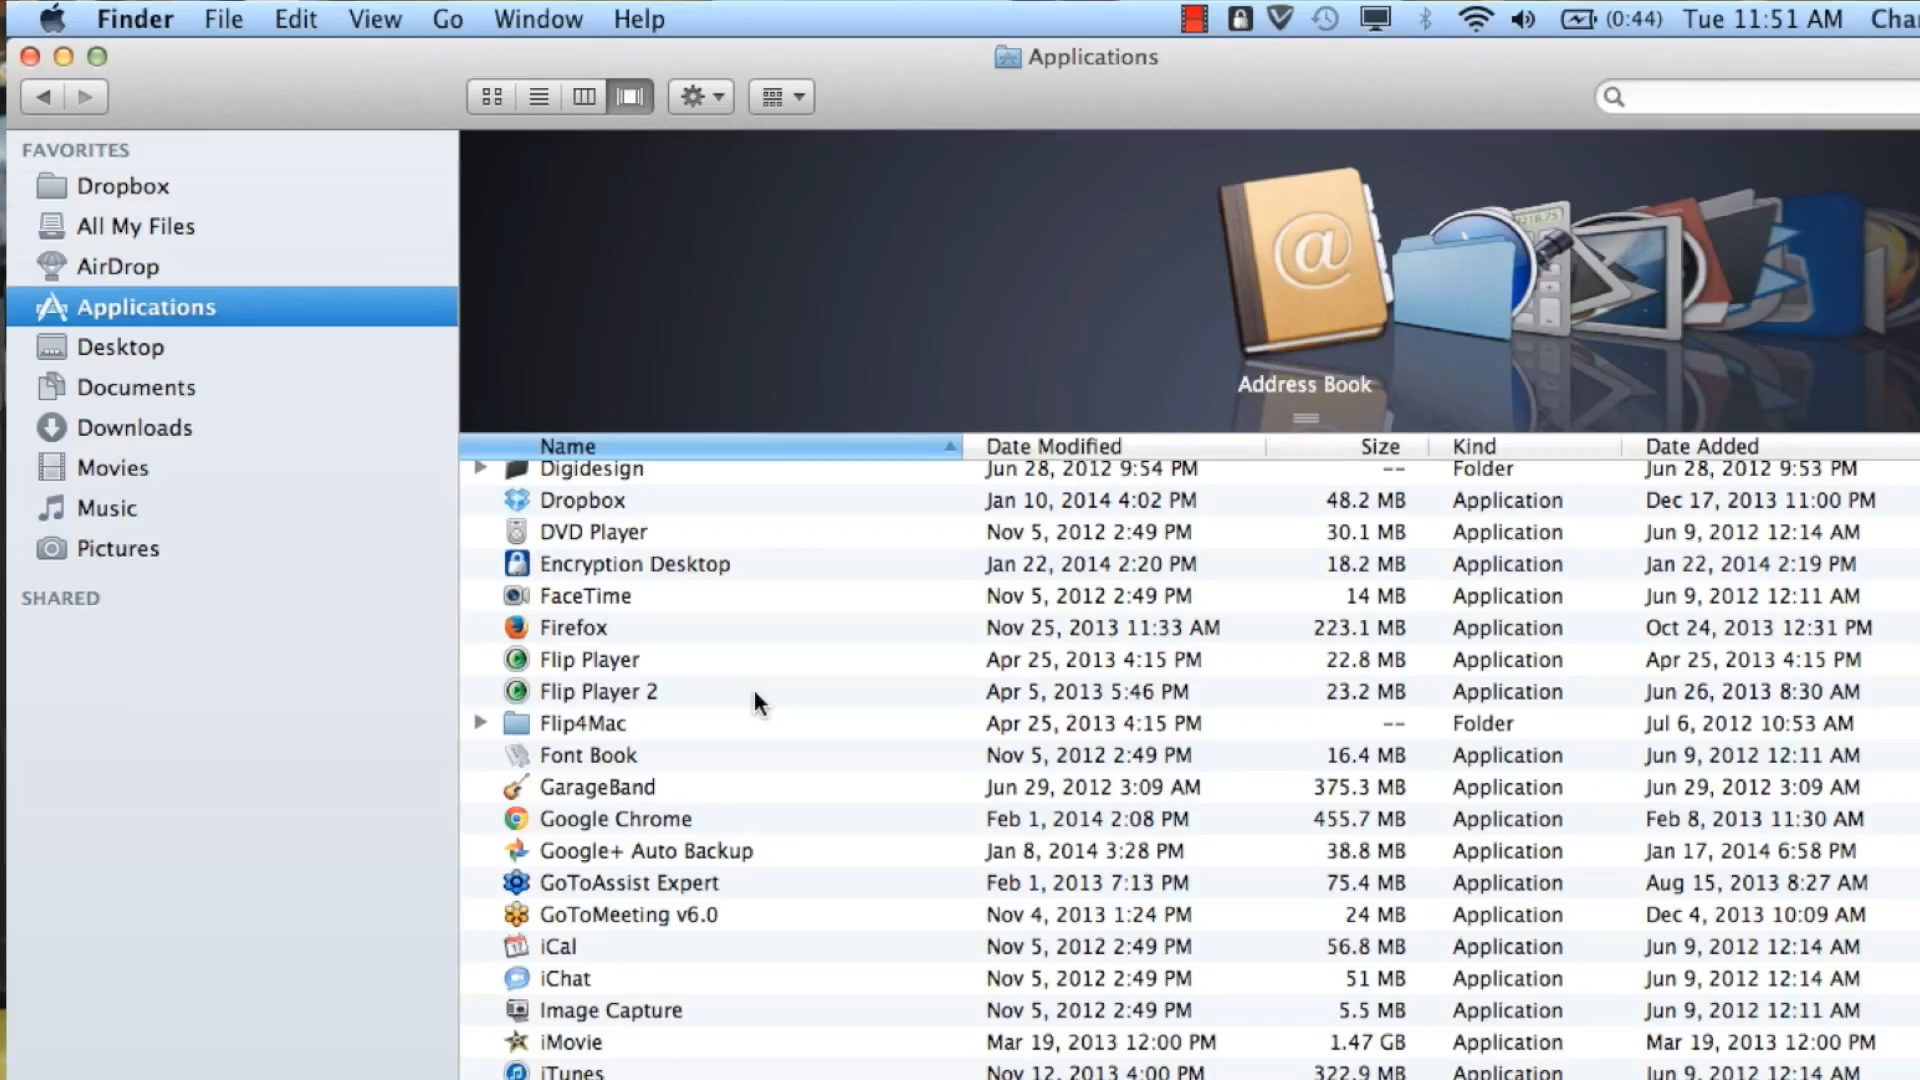 Finder File Edit View Go Window Help (0:44) Tue 11:51 AM
Applications
FAVORITES
Dropbox
All My Files
AirDrop
Applications
Desktop
Documents
Downloads
Movies
Music
Pictures
SHARED
@
Address Book
Name Date Modified Size Kind Date Added
Digidesign Jun 28, 2012 9:54 PM -- Folder Jun 28, 2012 9:53 PM
Dropbox Jan 10, 2014 4:02 PM 48.2 MB Application Dec 17, 2013 11:00 PM
DVD Player Nov 5, 2012 2:49 PM 30.1 MB Application Jun 9, 2012 12:14 AM
Encryption Desktop Jan 22, 2014 2:20 PM 18.2 MB Application Jan 22, 2014 2:19 PM
FaceTime Nov 5, 2012 2:49 PM 14 MB Application Jun 9, 2012 12:11 AM
Firefox Nov 25, 2013 11:33 AM 223.1 MB Application Oct 24, 2013 12:31 PM
Flip Player Apr 25, 2013 4:15 PM 22.8 MB Application Apr 25, 2013 4:15 PM
Flip Player 2 Apr 5, 2013 5:46 PM 23.2 MB Application Jun 26, 2013 8:30 AM
Flip4Mac Apr 25, 2013 4:15 PM -- Folder Jul 6, 2012 10:53 AM
Font Book Nov 5, 2012 2:49 PM 16.4 MB Application Jun 9, 2012 12:11 AM
GarageBand Jun 29, 2012 3:09 AM 375.3 MB Application Jun 29, 2012 3:09 AM
Google Chrome Feb 1, 2014 2:08 PM 455.7 MB Application Feb 8, 2013 11:30 AM
Google+ Auto Backup Jan 8, 2014 3:28 PM 38.8 MB Application Jan 17, 2014 6:58 PM
GoToAssist Expert Feb 1, 2013 7:13 PM 75.4 MB Application Aug 15, 2013 8:27 AM
GoToMeeting v6.0 Nov 4, 2013 1:24 PM 24 MB Application Dec 4, 2013 10:09 AM
iCal Nov 5, 2012 2:49 PM 56.8 MB Application Jun 9, 2012 12:14 AM
iChat Nov 5, 2012 2:49 PM 51 MB Application Jun 9, 2012 12:14 AM
Image Capture Nov 5, 2012 2:49 PM 5.5 MB Application Jun 9, 2012 12:11 AM
iMovie Mar 19, 2013 12:00 PM 1.47 GB Application Mar 19, 2013 12:00 PM
iTunes Nov 12, 2013 4:00 PM 322.9 MB Application Jun 9, 2012 12:14 AM